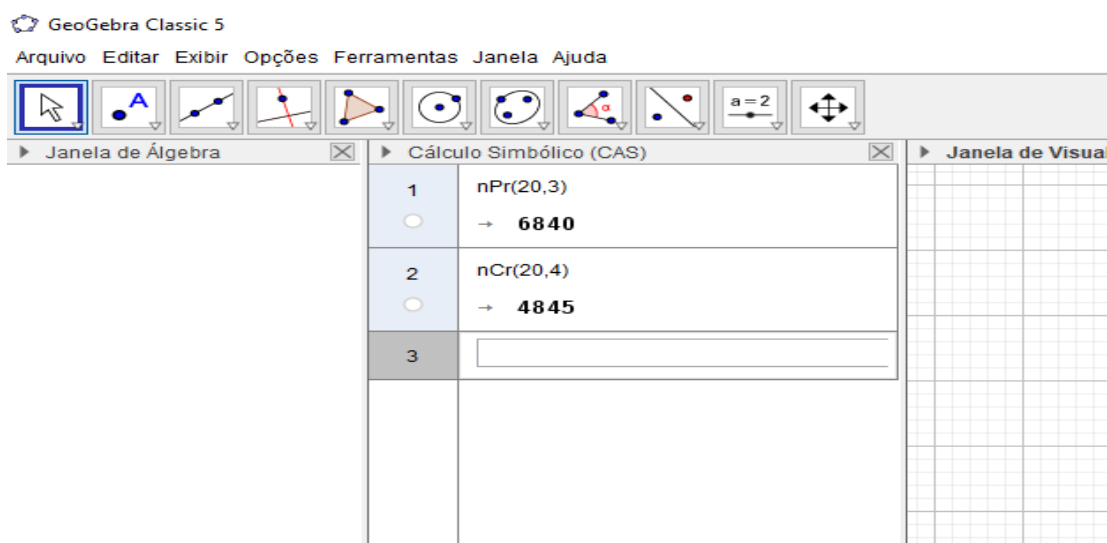 GeoGebra Classic 5
Arquivo Editar Exibir Opções Ferramentas Janela Ajuda
A
α
a=2
Janela de Álgebra
Cálculo Simbólico (CAS)
Janela de Visual
1
nPr(20,3)
→ 6840
2
nCr(20,4)
→ 4845
3